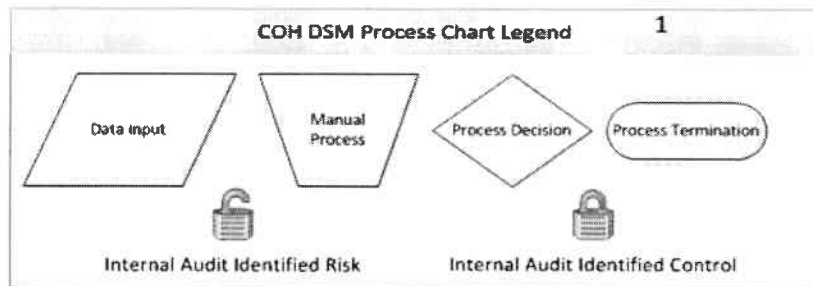 COH DSM Process Chart Legend 1
Data Input
Manual
Process
Process Decision
Process Termination
Internal Audit Identified Risk
Internal Audit Identified Control